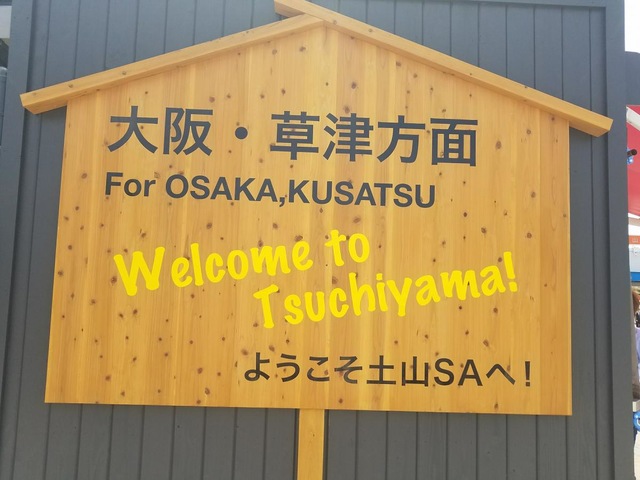 大阪・草津方面
For OSAKA,KUSATSU
Welcome to
Tsuchiyama!
ようこそ土山SAへ!